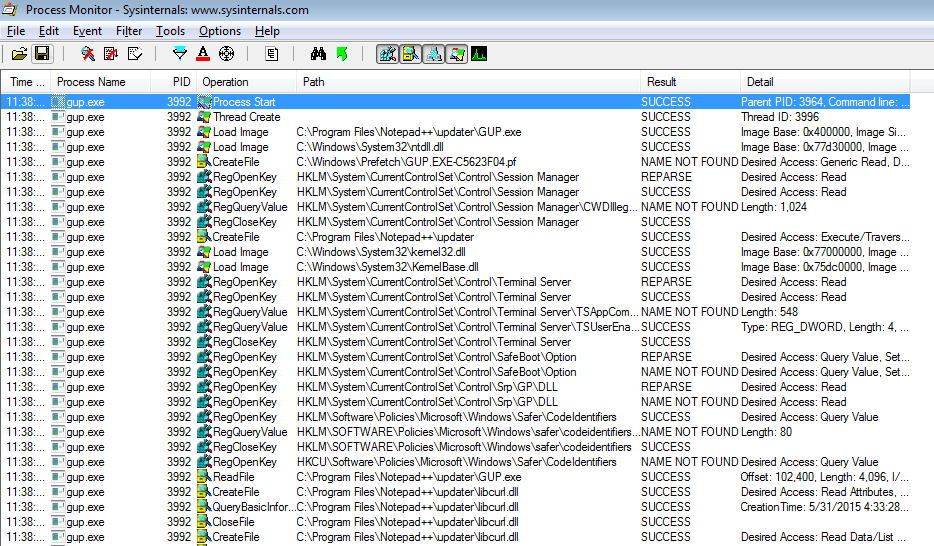 Process Monitor - Sysinternals: www.sysinternals.com
File Edit Event Filter Tools Options Help
Time ... Process Name PID Operation Path Result Detail
11:38:... gup.exe 3992 Process Start SUCCESS Parent PID: 3964, Command line: ...
11:38:... gup.exe 3992 Thread Create SUCCESS Thread ID: 3996
11:38:... gup.exe 3992 Load Image C:\Program Files\Notepad++\updater\GUP.exe SUCCESS Image Base: 0x400000, Image Si...
11:38:... gup.exe 3992 Load Image C:\Windows\System32\ntdll.dll SUCCESS Image Base: 0x77d30000, Image ...
11:38:... gup.exe 3992 CreateFile C:\Windows\Prefetch\GUP.EXE-C5623F04.pf NAME NOT FOUND Desired Access: Generic Read, D...
11:38:... gup.exe 3992 RegOpenKey HKLM\System\CurrentControlSet\Control\Session Manager REPARSE Desired Access: Read
11:38:... gup.exe 3992 RegOpenKey HKLM\System\CurrentControlSet\Control\Session Manager SUCCESS Desired Access: Read
11:38:... gup.exe 3992 RegQueryValue HKLM\System\CurrentControlSet\Control\Session Manager\CWDIlleg... NAME NOT FOUND Length: 1,024
11:38:... gup.exe 3992 RegCloseKey HKLM\System\CurrentControlSet\Control\Session Manager SUCCESS
11:38:... gup.exe 3992 CreateFile C:\Program Files\Notepad++\updater SUCCESS Desired Access: Execute/Travers...
11:38:... gup.exe 3992 Load Image C:\Windows\System32\kernel32.dll SUCCESS Image Base: 0x77000000, Image ...
11:38:... gup.exe 3992 Load Image C:\Windows\System32\KernelBase.dll SUCCESS Image Base: 0x75dc0000, Image ...
11:38:... gup.exe 3992 RegOpenKey HKLM\System\CurrentControlSet\Control\Terminal Server REPARSE Desired Access: Read
11:38:... gup.exe 3992 RegOpenKey HKLM\System\CurrentControlSet\Control\Terminal Server SUCCESS Desired Access: Read
11:38:... gup.exe 3992 RegQueryValue HKLM\System\CurrentControlSet\Control\Terminal Server\TSAppCom... NAME NOT FOUND Length: 548
11:38:... gup.exe 3992 RegQueryValue HKLM\System\CurrentControlSet\Control\Terminal Server\TSUserEna... SUCCESS Type: REG_DWORD, Length: 4, ...
11:38:... gup.exe 3992 RegCloseKey HKLM\System\CurrentControlSet\Control\Terminal Server SUCCESS
11:38:... gup.exe 3992 RegOpenKey HKLM\System\CurrentControlSet\Control\SafeBoot\Option REPARSE Desired Access: Query Value, Set...
11:38:... gup.exe 3992 RegOpenKey HKLM\System\CurrentControlSet\Control\SafeBoot\Option NAME NOT FOUND Desired Access: Query Value, Set...
11:38:... gup.exe 3992 RegOpenKey HKLM\System\CurrentControlSet\Control\Srp\GP\DLL REPARSE Desired Access: Read
11:38:... gup.exe 3992 RegOpenKey HKLM\System\CurrentControlSet\Control\Srp\GP\DLL NAME NOT FOUND Desired Access: Read
11:38:... gup.exe 3992 RegOpenKey HKLM\Software\Policies\Microsoft\Windows\Safer\CodeIdentifiers SUCCESS Desired Access: Query Value
11:38:... gup.exe 3992 RegQueryValue HKLM\SOFTWARE\Policies\Microsoft\Windows\safer\codeidentifiers... NAME NOT FOUND Length: 80
11:38:... gup.exe 3992 RegCloseKey HKLM\SOFTWARE\Policies\Microsoft\Windows\safer\codeidentifiers SUCCESS
11:38:... gup.exe 3992 RegOpenKey HKCU\Software\Policies\Microsoft\Windows\Safer\CodeIdentifiers NAME NOT FOUND Desired Access: Query Value
11:38:... gup.exe 3992 ReadFile C:\Program Files\Notepad++\updater\GUP.exe SUCCESS Offset: 102,400, Length: 4,096, I/...
11:38:... gup.exe 3992 CreateFile C:\Program Files\Notepad++\updater\libcurl.dll SUCCESS Desired Access: Read Attributes, ...
11:38:... gup.exe 3992 QueryBasicInfor... C:\Program Files\Notepad++\updater\libcurl.dll SUCCESS CreationTime: 5/31/2015 4:33:28...
11:38:... gup.exe 3992 CloseFile C:\Program Files\Notepad++\updater\libcurl.dll SUCCESS
11:38:... gup.exe 3992 CreateFile C:\Program Files\Notepad++\updater\libcurl.dll SUCCESS Desired Access: Read Data/List ...